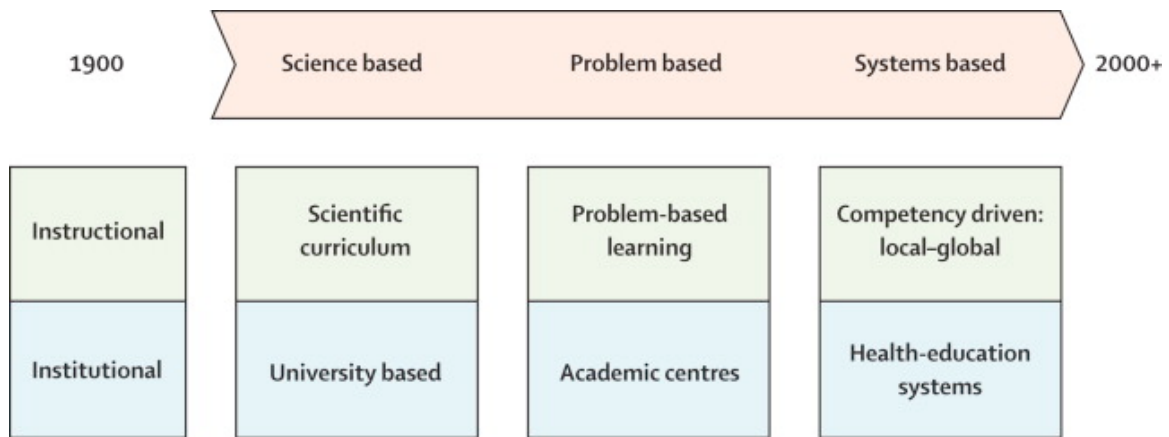 1900
Science based
Problem based
Systems based
2000+
Instructional
Scientific
curriculum
Problem-based
learning
Competency driven:
local–global
Institutional
University based
Academic centres
Health-education
systems